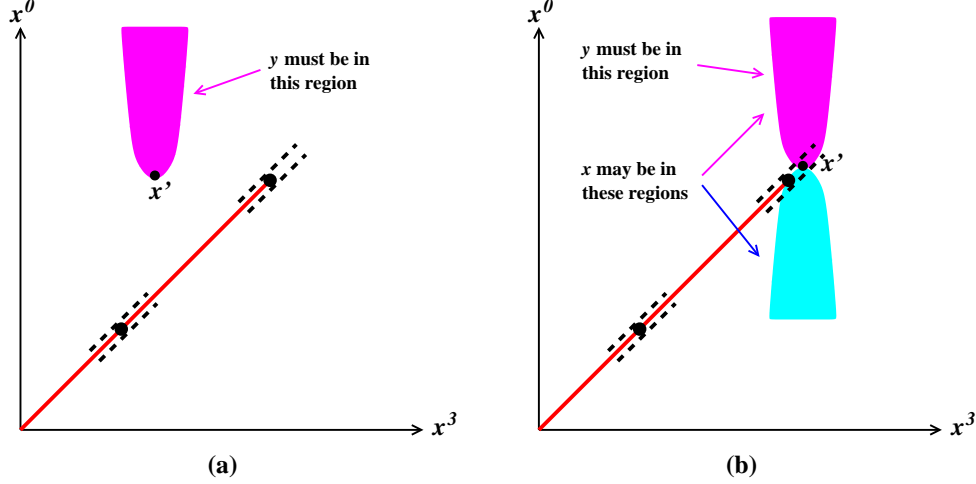 x⁰
y must be in
this region
x'
x³
(a)
x⁰
y must be in
this region
x may be in
these regions
x'
x³
(b)